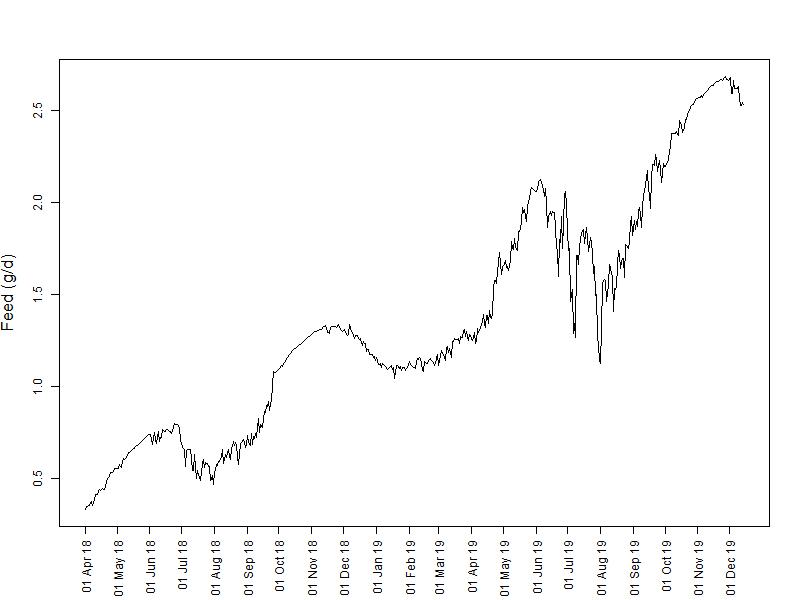 Feed (g/d)
2.5
2.0
1.5
1.0
0.5
01 Apr 18
01 May 18
01 Jun 18
01 Jul 18
01 Aug 18
01 Sep 18
01 Oct 18
01 Nov 18
01 Dec 18
01 Jan 19
01 Feb 19
01 Mar 19
01 Apr 19
01 May 19
01 Jun 19
01 Jul 19
01 Aug 19
01 Sep 19
01 Oct 19
01 Nov 19
01 Dec 19